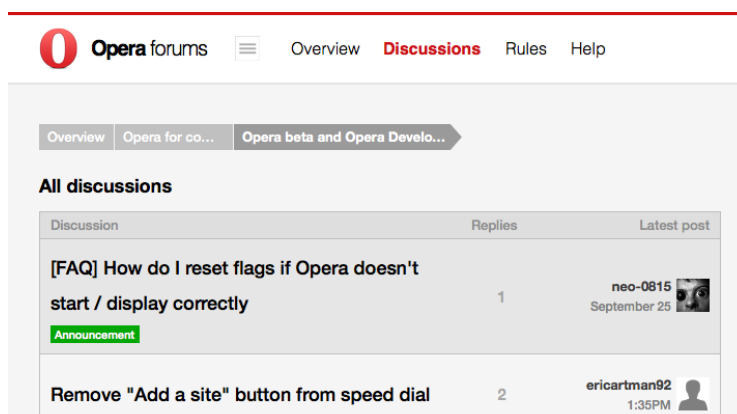 Opera forums Overview Discussions Rules Help
Overview Opera for co... Opera beta and Opera Develo...
All discussions
Discussion Replies Latest post
[FAQ] How do I reset flags if Opera doesn't
start / display correctly
Announcement
1
neo-0815
September 25
Remove "Add a site" button from speed dial
2
ericartman92
1:35PM